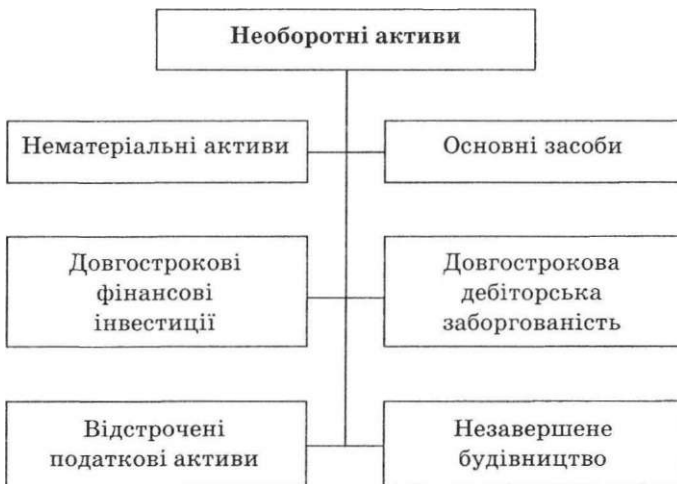 Необоротні активи
Нематеріальні активи
Основні засоби
Довгострокові
фінансові
інвестиції
Довгострокова
дебіторська
заборгованість
Відстрочені
податкові активи
Незавершене
будівництво